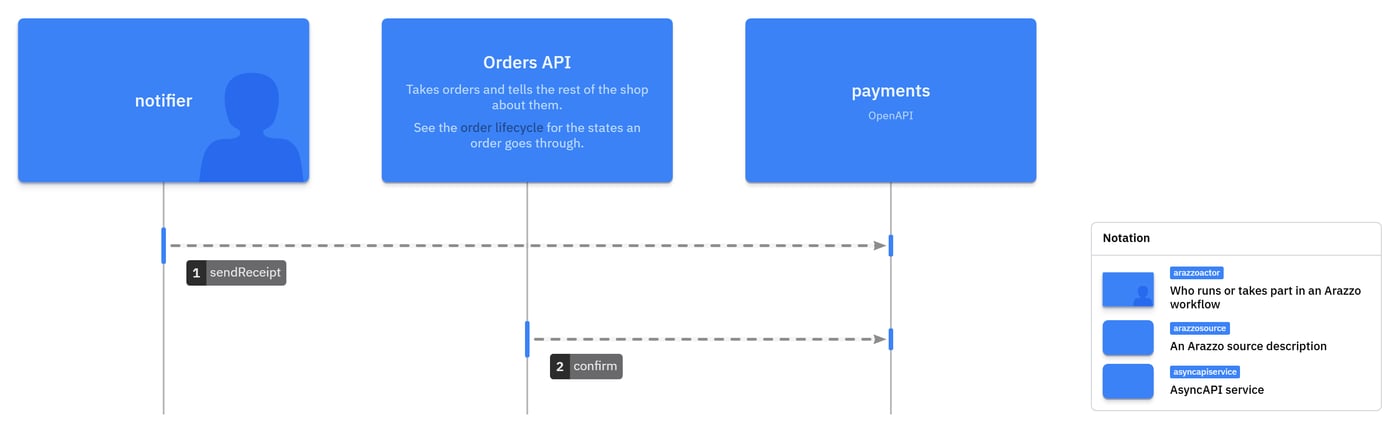 notifier
Orders API
Takes orders and tells the rest of the shop
about them.
See the order lifecycle for the states an
order goes through.
payments
OpenAPI
1 sendReceipt
2 confirm
Notation
arazzoactor
Who runs or takes part in an Arazzo
workflow
arazzosource
An Arazzo source description
asyncapiservice
AsyncAPI service